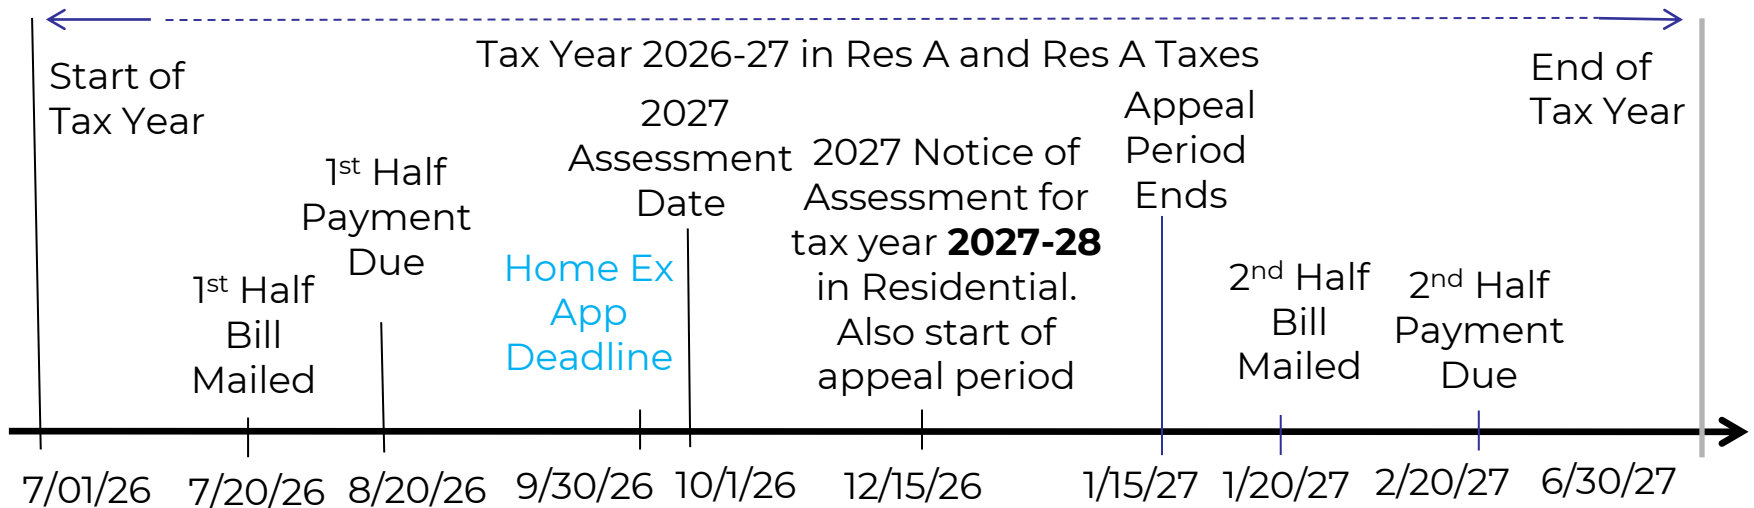 Tax Year 2026-27 in Res A and Res A Taxes
Start of
Tax Year
1st Half
Bill
Mailed
1st Half
Payment
Due
Home Ex
App
Deadline
2027
Assessment
Date
2027 Notice of
Assessment for
tax year 2027-28
in Residential.
Also start of
appeal period
Appeal
Period
Ends
2nd Half
Bill
Mailed
2nd Half
Payment
Due
End of
Tax Year
7/01/26
7/20/26
8/20/26
9/30/26
10/1/26
12/15/26
1/15/27
1/20/27
2/20/27
6/30/27